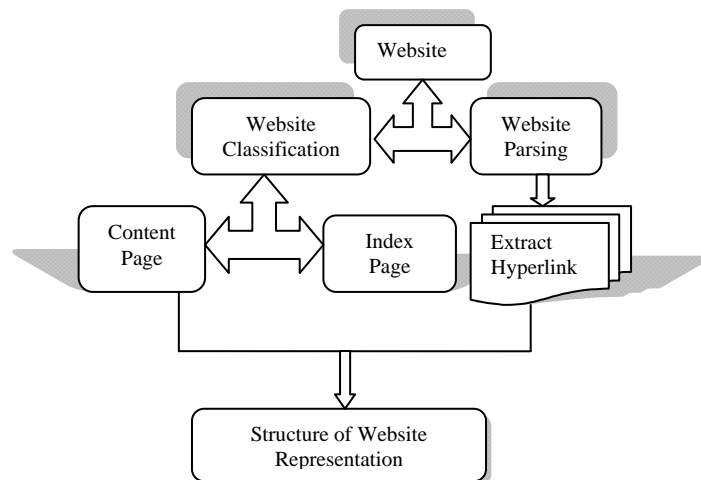 Website
Website
Classification
Website
Parsing
Content
Page
Index
Page
Extract
Hyperlink
Structure of Website
Representation